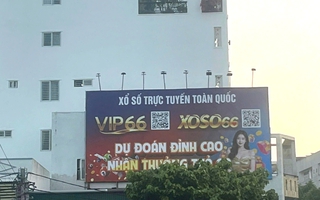 XỔ SỐ TRỰC TUYẾN TOÀN QUỐC
VIP66 XOSO66
DỰ ĐOÁN ĐỈNH CAO
NHẬN THƯỞNG